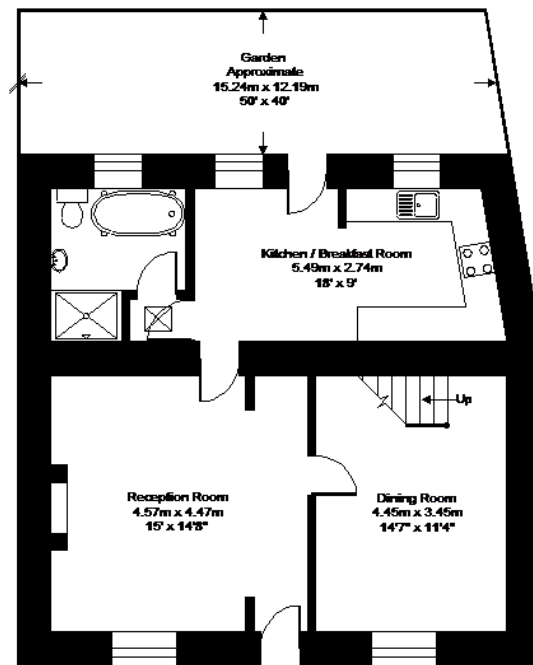 Garden
Approximate
15.24m x 12.19m
50' x 40'
Kitchen / Breakfast Room
5.49m x 2.74m
18' x 9'
Up
Reception Room
4.57m x 4.47m
15' x 14'8"
Dining Room
4.45m x 3.45m
14'7" x 11'4"